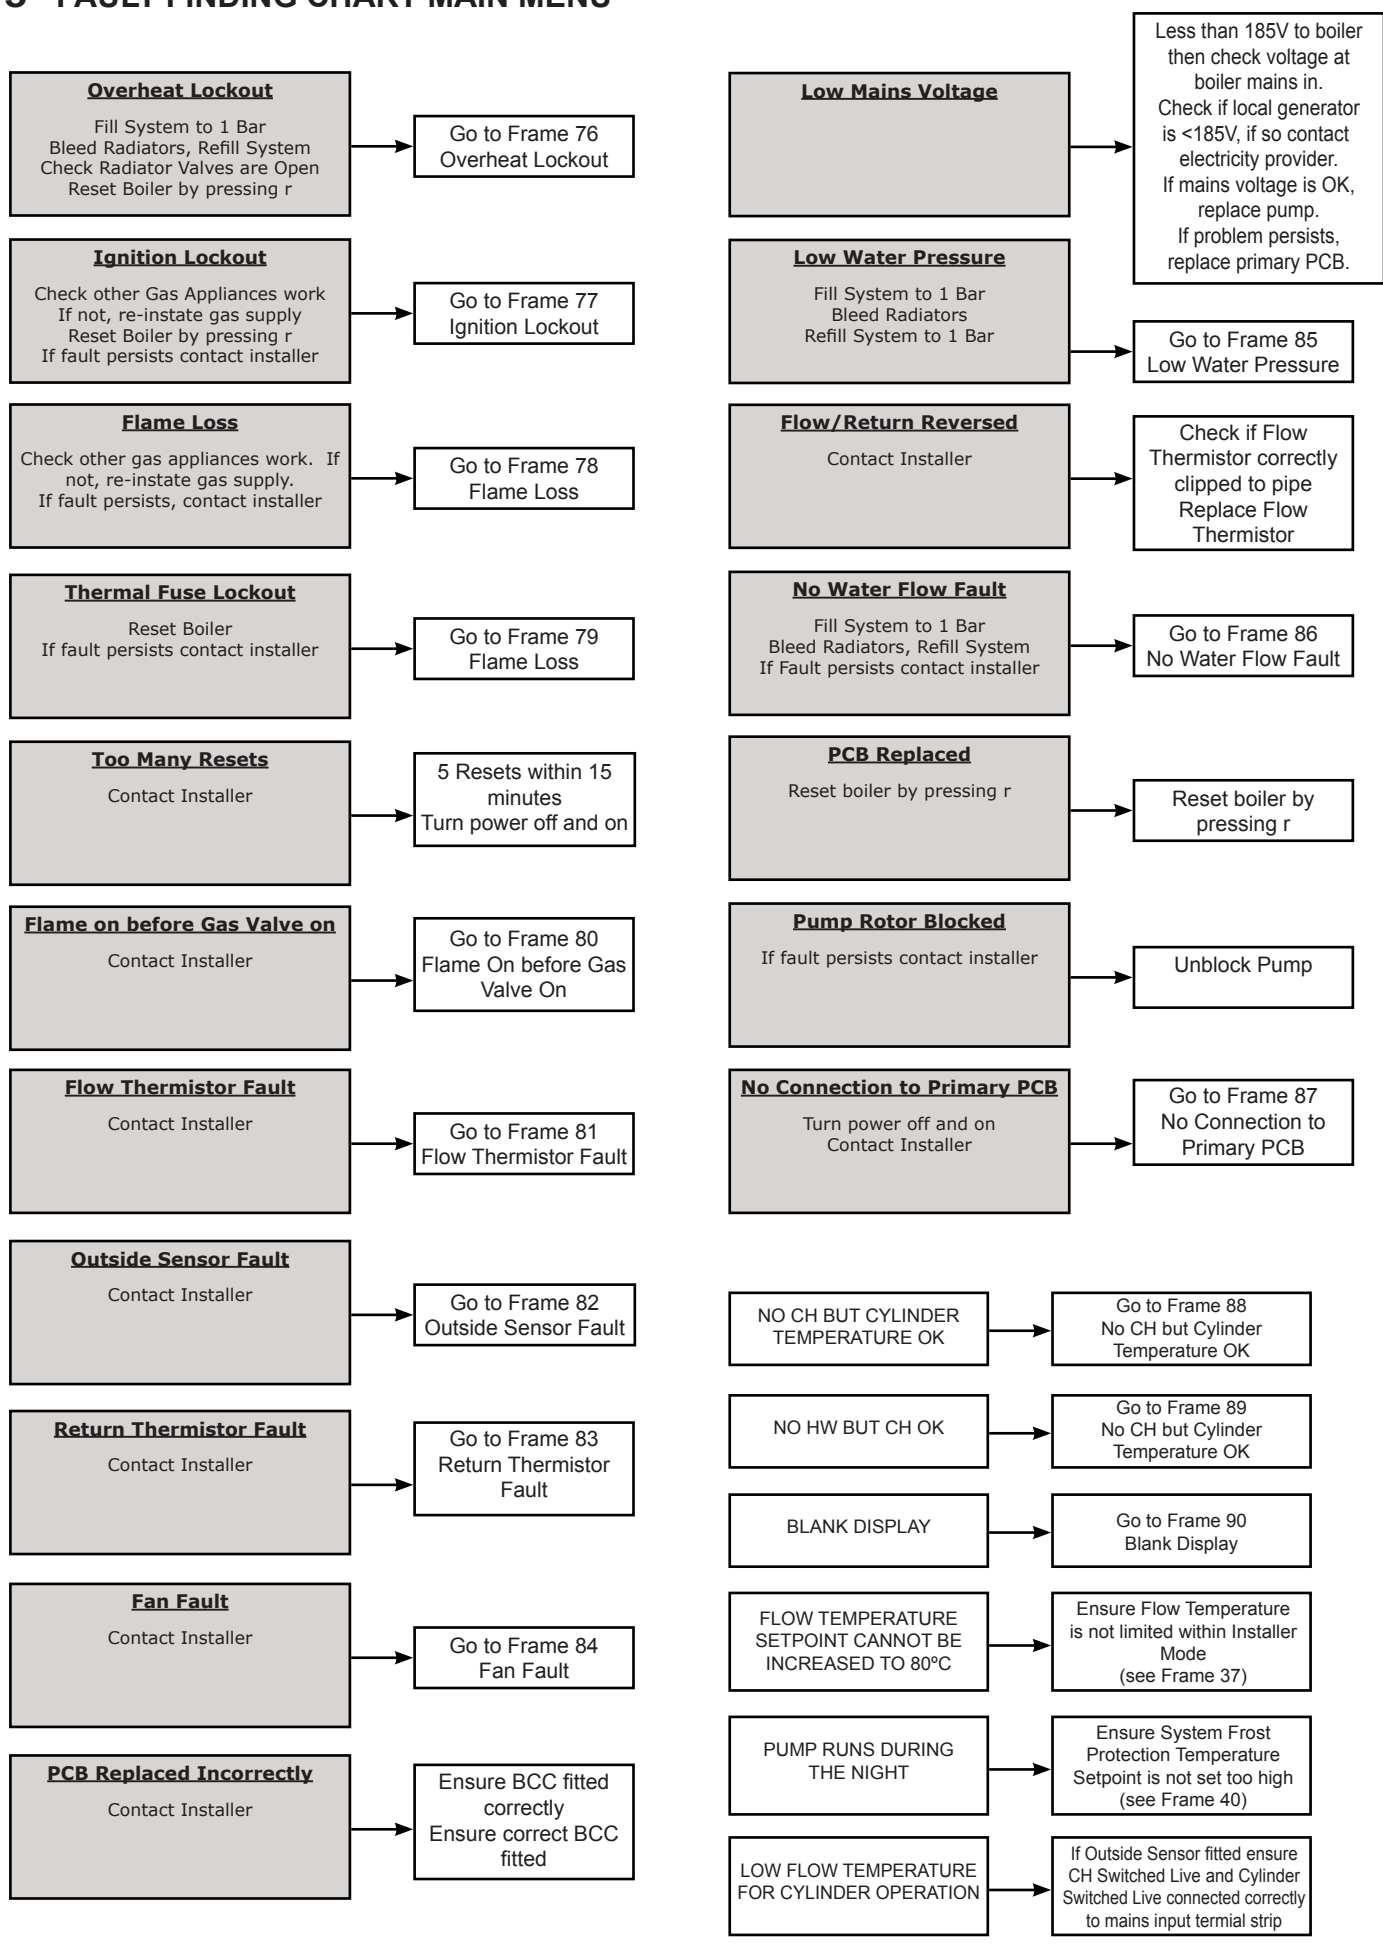 FAULT FINDING CHART MAIN MENU
Overheat Lockout
Fill System to 1 Bar
Bleed Radiators, Refill System
Check Radiator Valves are Open
Reset Boiler by pressing r
Go to Frame 76
Overheat Lockout
Ignition Lockout
Check other Gas Appliances work
If not, re-instate gas supply
Reset Boiler by pressing r
If fault persists contact installer
Go to Frame 77
Ignition Lockout
Flame Loss
Check other gas appliances work. If
not, re-instate gas supply.
If fault persists, contact installer
Go to Frame 78
Flame Loss
Thermal Fuse Lockout
Reset Boiler
If fault persists contact installer
Go to Frame 79
Flame Loss
Too Many Resets
Contact Installer
5 Resets within 15
minutes
Turn power off and on
Flame on before Gas Valve on
Contact Installer
Go to Frame 80
Flame On before Gas
Valve On
Flow Thermistor Fault
Contact Installer
Go to Frame 81
Flow Thermistor Fault
Outside Sensor Fault
Contact Installer
Go to Frame 82
Outside Sensor Fault
Return Thermistor Fault
Contact Installer
Go to Frame 83
Return Thermistor
Fault
Fan Fault
Contact Installer
Go to Frame 84
Fan Fault
PCB Replaced Incorrectly
Contact Installer
Ensure BCC fitted
correctly
Ensure correct BCC
fitted
Low Mains Voltage
Less than 185V to boiler
then check voltage at
boiler mains in.
Check if local generator
is <185V, if so contact
electricity provider.
If mains voltage is OK,
replace pump.
If problem persists,
replace primary PCB.
Low Water Pressure
Fill System to 1 Bar
Bleed Radiators
Refill System to 1 Bar
Go to Frame 85
Low Water Pressure
Flow/Return Reversed
Contact Installer
Check if Flow
Thermistor correctly
clipped to pipe
Replace Flow
Thermistor
No Water Flow Fault
Fill System to 1 Bar
Bleed Radiators, Refill System
If Fault persists contact installer
Go to Frame 86
No Water Flow Fault
PCB Replaced
Reset boiler by pressing r
Reset boiler by
pressing r
Pump Rotor Blocked
If fault persists contact installer
Unblock Pump
No Connection to Primary PCB
Turn power off and on
Contact Installer
Go to Frame 87
No Connection to
Primary PCB
NO CH BUT CYLINDER
TEMPERATURE OK
Go to Frame 88
No CH but Cylinder
Temperature OK
NO HW BUT CH OK
Go to Frame 89
No CH but Cylinder
Temperature OK
BLANK DISPLAY
Go to Frame 90
Blank Display
FLOW TEMPERATURE
SETPOINT CANNOT BE
INCREASED TO 80ºC
Ensure Flow Temperature
is not limited within Installer
Mode
(see Frame 37)
PUMP RUNS DURING
THE NIGHT
Ensure System Frost
Protection Temperature
Setpoint is not set too high
(see Frame 40)
LOW FLOW TEMPERATURE
FOR CYLINDER OPERATION
If Outside Sensor fitted ensure
CH Switched Live and Cylinder
Switched Live connected correctly
to mains input termial strip